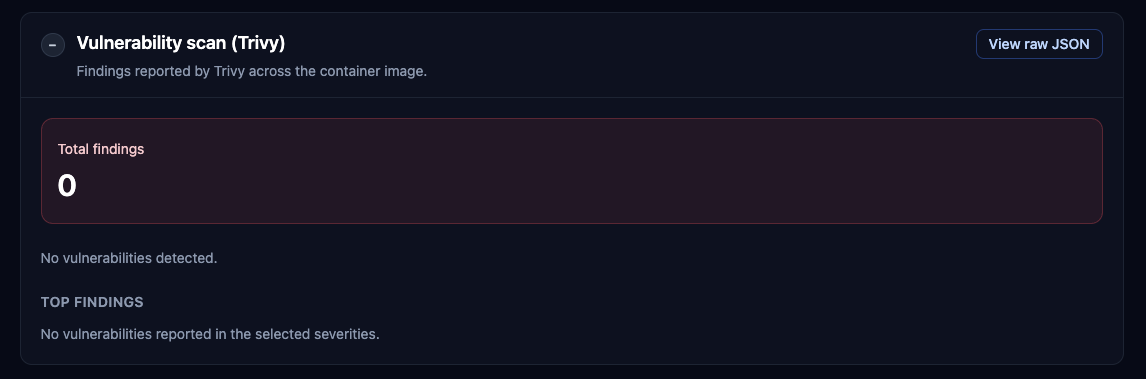 Vulnerability scan (Trivy)
View raw JSON
Findings reported by Trivy across the container image.
Total findings
0
No vulnerabilities detected.
TOP FINDINGS
No vulnerabilities reported in the selected severities.